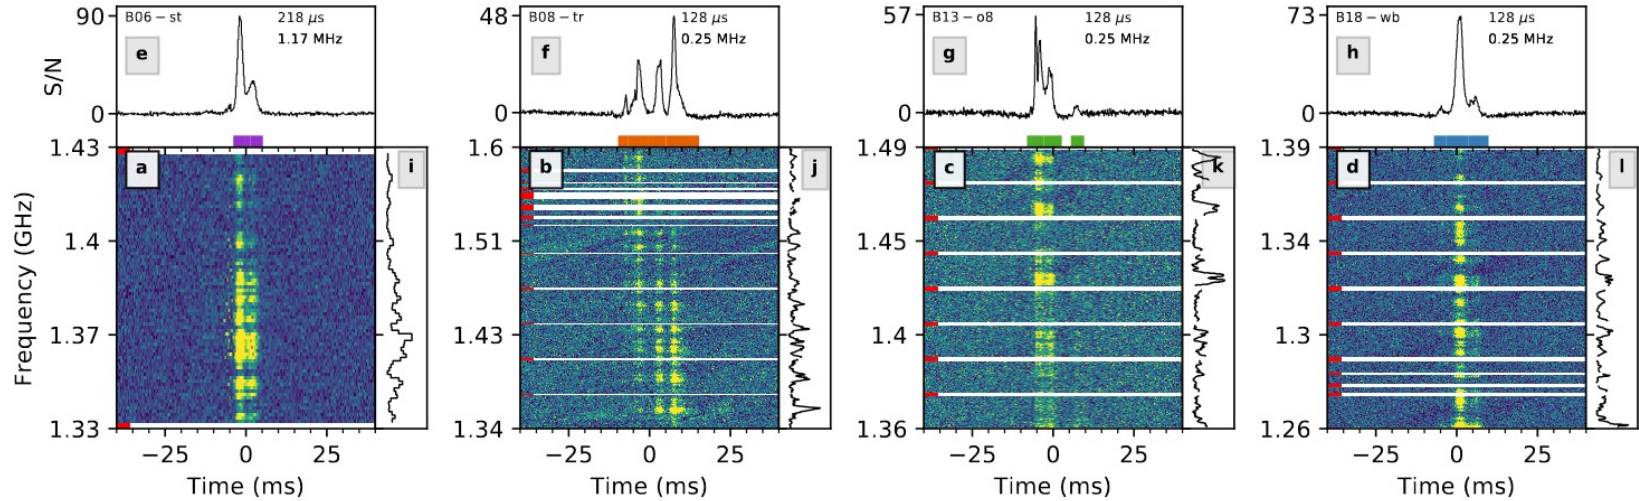 90
S/N
0
B06 – st
218 μs
1.17 MHz
e
1.43
1.4
1.37
1.33
Frequency (GHz)
a
i
−25 0 25
Time (ms)
48
0
B08 – tr
128 μs
0.25 MHz
f
1.6
1.51
1.43
1.34
b
j
−25 0 25
Time (ms)
57
0
B13 – o8
128 μs
0.25 MHz
g
1.49
1.45
1.4
1.36
c
k
−25 0 25
Time (ms)
73
0
B18 – wb
128 μs
0.25 MHz
h
1.39
1.34
1.3
1.26
d
l
−25 0 25
Time (ms)